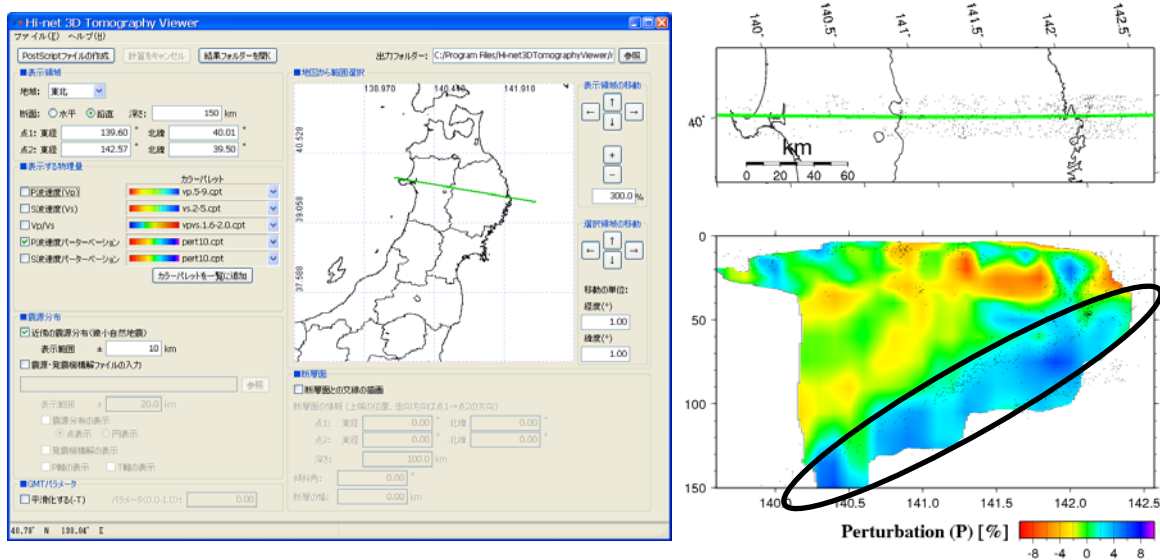 Hi-net 3D Tomography Viewer
ファイル(F) ヘルプ(H)
PostScriptファイルの作成 計算をキャンセル 結果フォルダーを開く 出力フォルダー: C:/Program Files/Hi-net3DTomographyViewer/r 参照
■表示領域
地域: 東北
断面: 水平 鉛直 深さ: 150 km
点1: 東経 139.60 ° 北緯 40.01 °
点2: 東経 142.57 ° 北緯 39.50 °
■表示する物理量
カラーパレット
P波速度(Vp) vp.5-9.cpt
S波速度(Vs) vs.2-5.cpt
Vp/Vs vpvs.1.6-2.0.cpt
P波速度パーターベーション pert10.cpt
S波速度パーターベーション pert10.cpt
カラーパレットを一覧に追加
■震源分布
近傍の震源分布(微小自然地震)
表示範囲 ± 10 km
震源・発震機構解ファイルの入力
参照
表示範囲 ± 20.0 km
震源分布の表示
点表示 円表示
発震機構解の表示
P軸の表示 T軸の表示
■GMTパラメータ
平滑化する(-T) パラメータ(0.0-1.0): 0.00
■地図から範囲選択
138.970 140.440 141.910
40.528
39.058
37.588
表示領域の移動
↑
← →
↓
+
−
300.0 %
選択領域の移動
↑
← →
↓
移動の単位:
経度(°)
1.00
緯度(°)
1.00
■断層面
断層面との交線の描画
断層面の情報 (上端の位置、走向方向は点1→点2の方向)
点1: 東経 0.00 ° 北緯 0.00 °
点2: 東経 0.00 ° 北緯 0.00 °
深さ: 100.0 km
傾斜角: 0.00 °
断層の幅: 0.00 km
140° 140.5° 141° 141.5° 142° 142.5°
40°
km
0 20 40 60
0
50
100
150
140.0 140.5 141.0 141.5 142.0 142.5
Perturbation (P) [%]
-8 -4 0 4 8